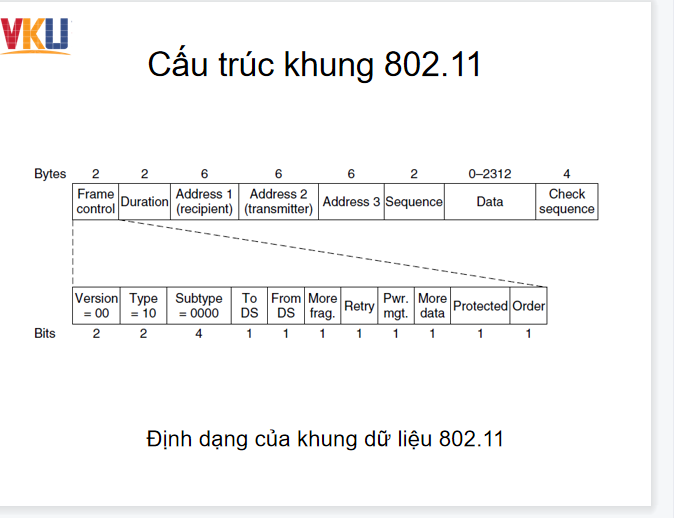 VKU
Cấu trúc khung 802.11
Bytes 2 2 6 6 6 2 0–2312 4
Frame control Duration Address 1 (recipient) Address 2 (transmitter) Address 3 Sequence Data Check sequence
Version = 00 Type = 10 Subtype = 0000 To DS From DS More frag. Retry Pwr. mgt. More data Protected Order
Bits 2 2 4 1 1 1 1 1 1 1 1
Định dạng của khung dữ liệu 802.11